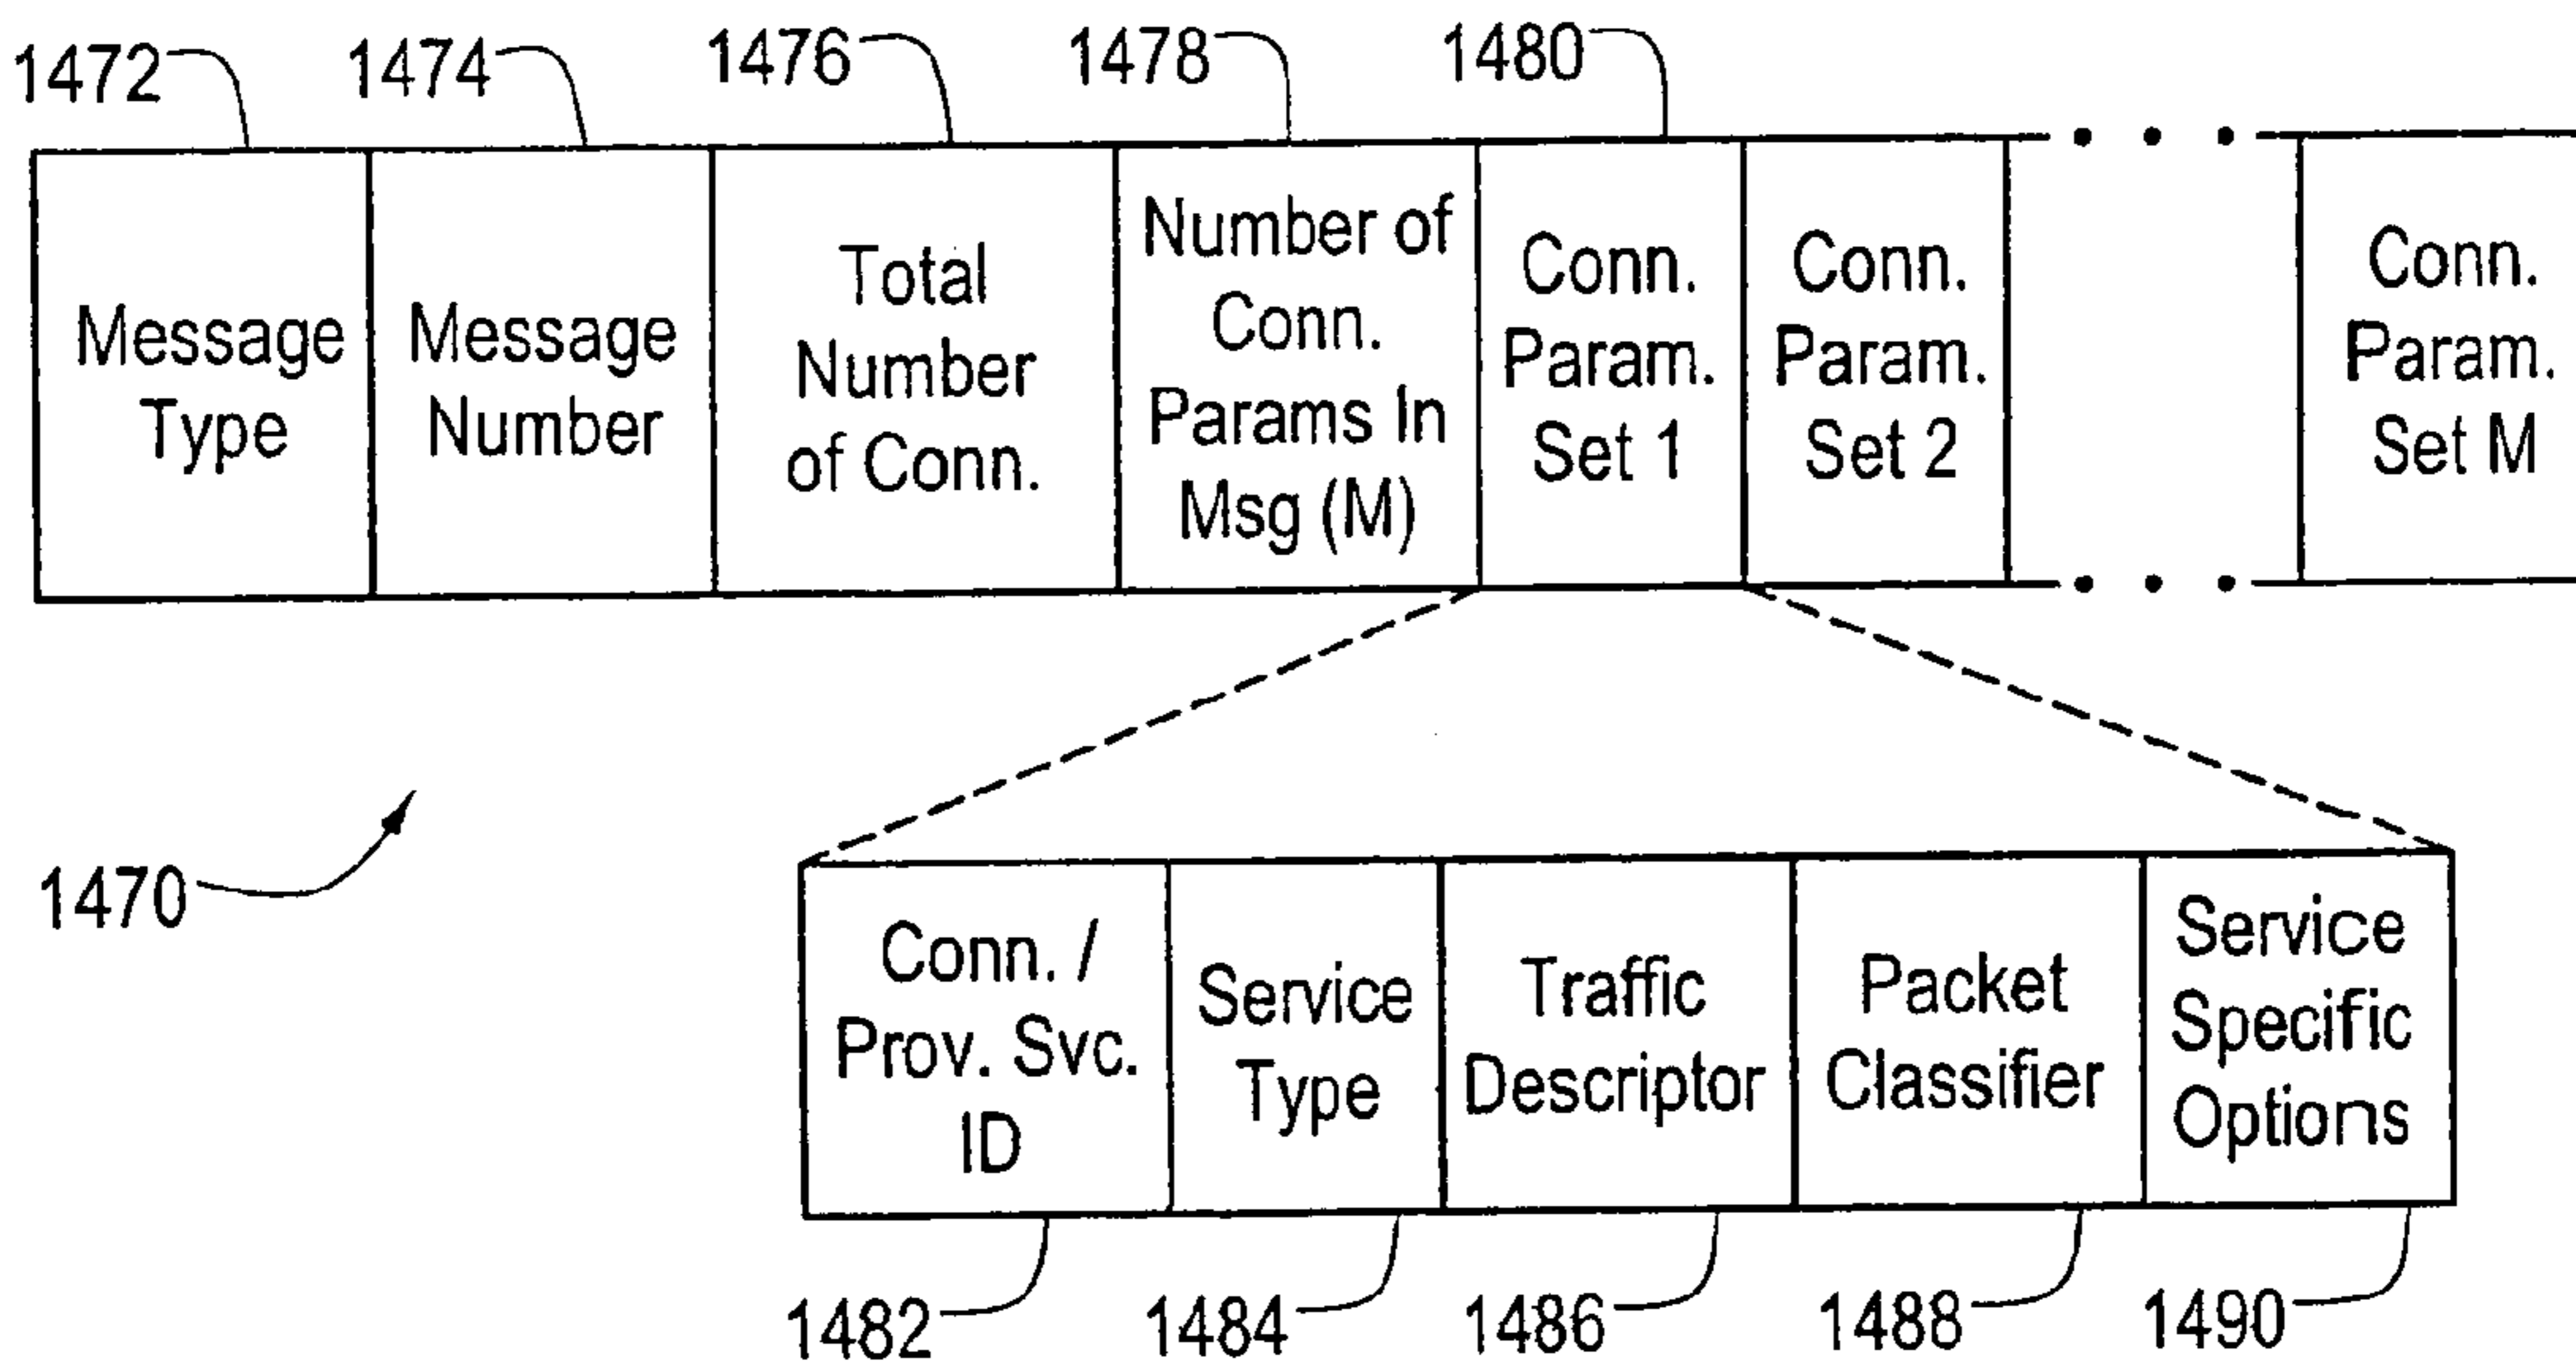 1472
1474
1476
1478
1480
Message
Type
Message
Number
Total
Number
of Conn.
Number of
Conn.
Params In
Msg (M)
Conn.
Param.
Set 1
Conn.
Param.
Set 2
Conn.
Param.
Set M
1470
Conn. /
Prov. Svc.
ID
Service
Type
Traffic
Descriptor
Packet
Classifier
Service
Specific
Options
1482
1484
1486
1488
1490